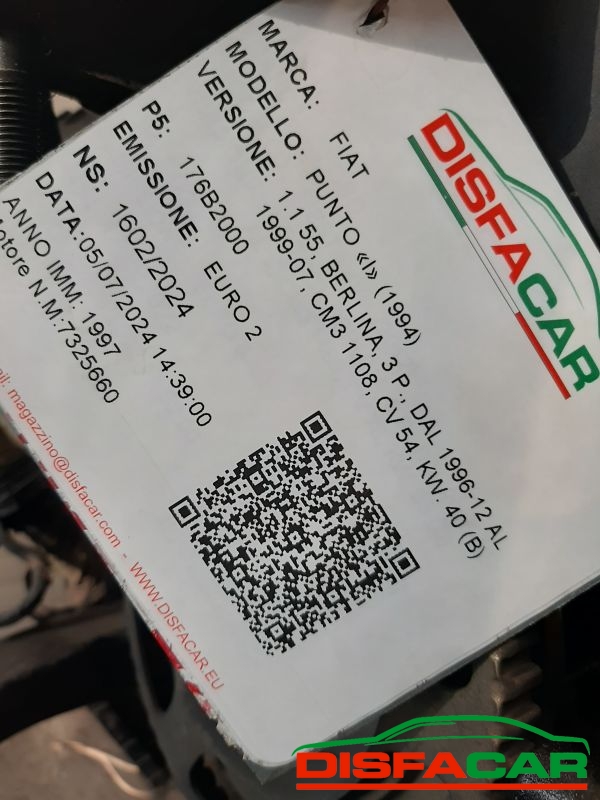 DISFACAR
MARCA: FIAT
MODELLO: PUNTO «I» (1994)
VERSIONE: 1.1 55, BERLINA, 3 P., DAL 1996-12 AL
1999-07, CM3 1108, CV 54, KW. 40 (B)
P5: 176B2000
EMISSIONE: EURO 2
NS: 1602/2024
DATA:05/07/2024 14:39:00
ANNO IMM: 1997
Motore N M:7325660
magazzino@disfacar.com - WWW.DISFACAR.EU
DISFACAR